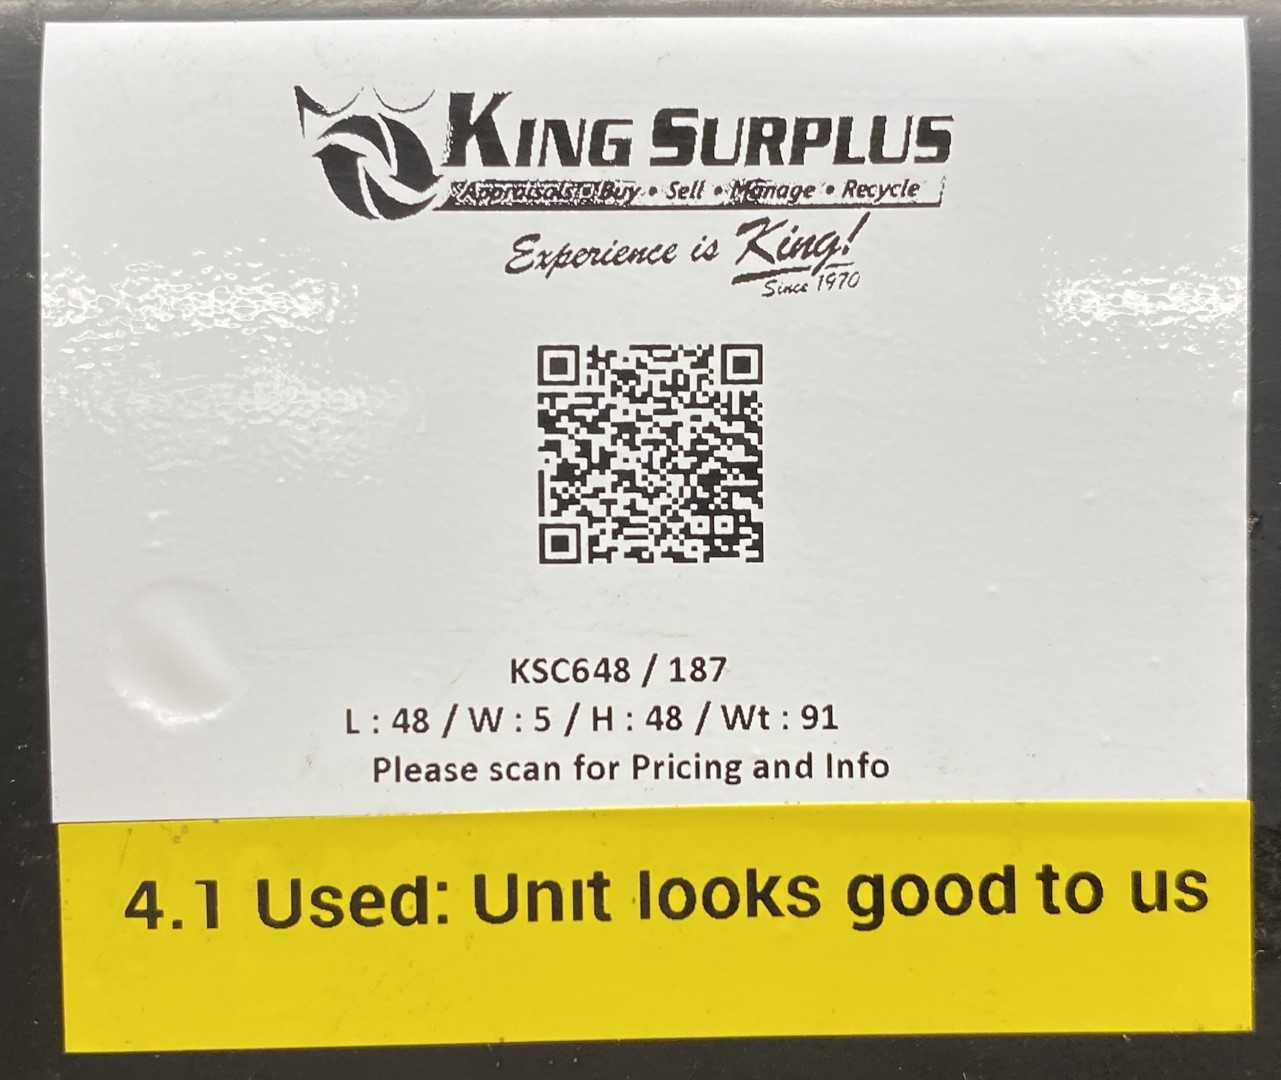 KING SURPLUS
Appraisals • Buy • Sell • Manage • Recycle
Experience is King!
Since 1970
KSC648 / 187
L : 48 / W : 5 / H : 48 / Wt : 91
Please scan for Pricing and Info
4.1 Used: Unit looks good to us